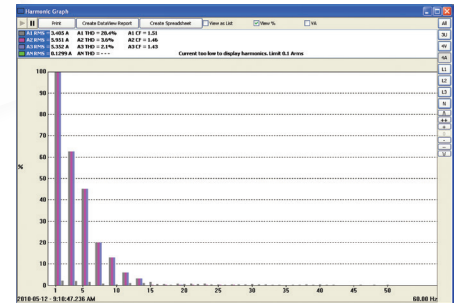 Harmonic Graph
Print Create DataView Report Create Spreadsheet View as List View % VA All
A1 RMS = 3.485 A A1 THD = 20.4% A1 CF = 1.51 3U
A2 RMS = 5.931 A A2 THD = 3.6% A2 CF = 1.46 4V
A3 RMS = 5.352 A A3 THD = 2.1% A3 CF = 1.43 4A
AN RMS = 0.1299 A AN THD = - - - Current too low to display harmonics. Limit 0.1 Arms
L1
L2
L3
N
++
+
-
--
100
90
80
70
60
50
40
30
20
10
0
%
1 5 10 15 20 25 30 35 40 45 50
2010-05-12 - 9:10:47.236 AM 60.00 Hz